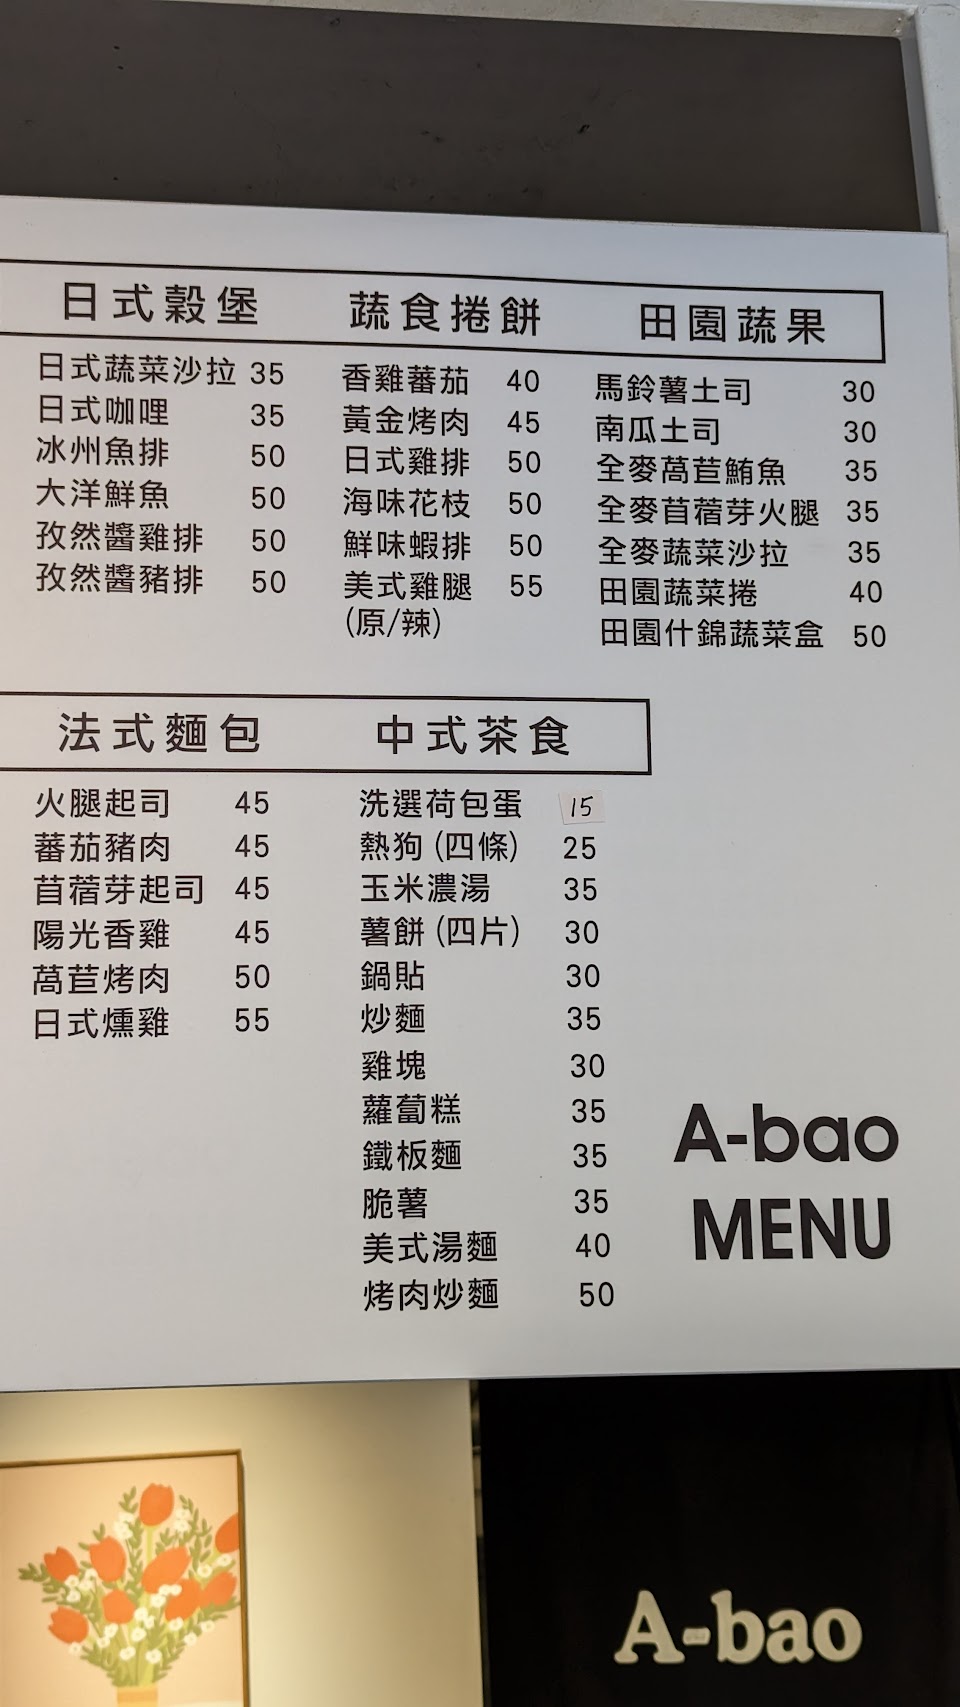 日式穀堡
日式蔬菜沙拉 35
日式咖哩 35
冰州魚排 50
大洋鮮魚 50
孜然醬雞排 50
孜然醬豬排 50
蔬食捲餅
香雞蕃茄 40
黃金烤肉 45
日式雞排 50
海味花枝 50
鮮味蝦排 50
美式雞腿 55
(原/辣)
田園蔬果
馬鈴薯土司 30
南瓜土司 30
全麥萵苣鮪魚 35
全麥苜蓿芽火腿 35
全麥蔬菜沙拉 35
田園蔬菜捲 40
田園什錦蔬菜盒 50
法式麵包
火腿起司 45
蕃茄豬肉 45
苜蓿芽起司 45
陽光香雞 45
萵苣烤肉 50
日式燻雞 55
中式茶食
洗選荷包蛋 15
熱狗(四條) 25
玉米濃湯 35
薯餅(四片) 30
鍋貼 30
炒麵 35
雞塊 30
蘿蔔糕 35
鐵板麵 35
脆薯 35
美式湯麵 40
烤肉炒麵 50
A-bao
MENU
A-bao